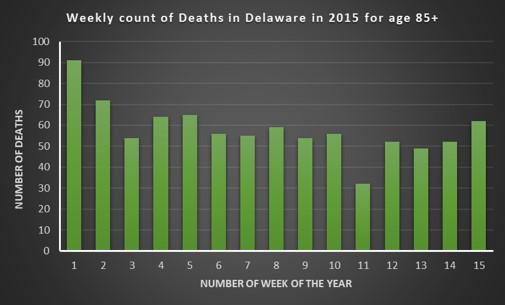 Weekly count of Deaths in Delaware in 2015 for age 85+
100
90
80
70
60
50
40
30
20
10
0
NUMBER OF DEATHS
1 2 3 4 5 6 7 8 9 10 11 12 13 14 15
NUMBER OF WEEK OF THE YEAR